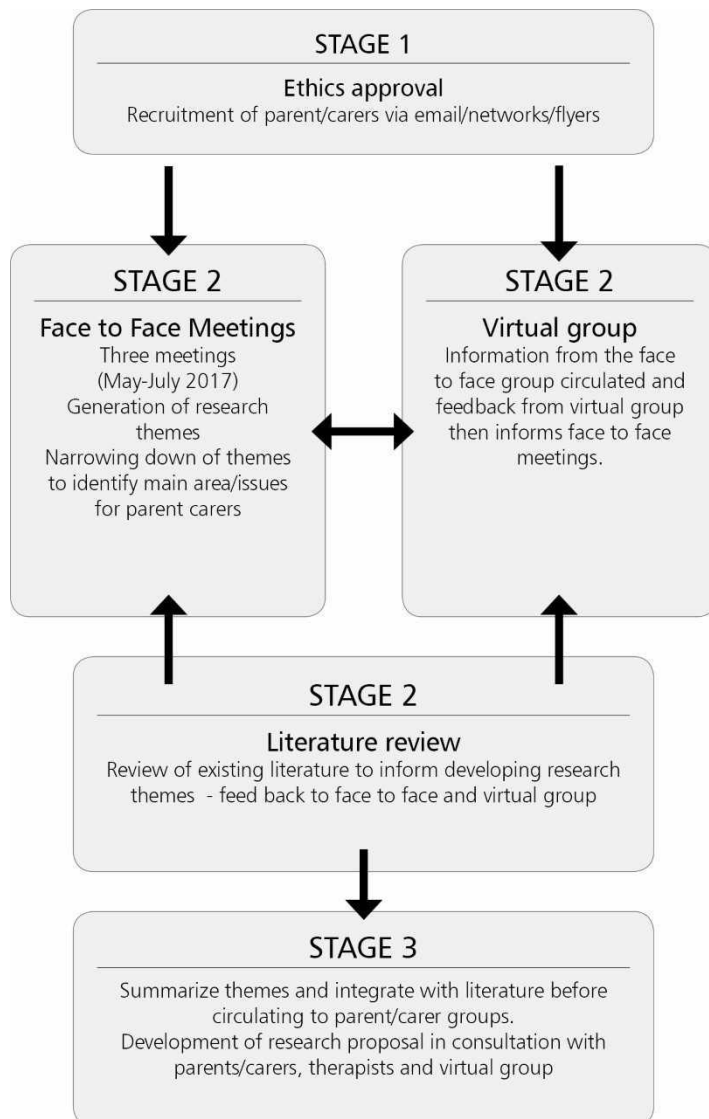 STAGE 1
Ethics approval
Recruitment of parent/carers via email/networks/flyers
STAGE 2
Face to Face Meetings
Three meetings
(May-July 2017)
Generation of research
themes
Narrowing down of themes
to identify main area/issues
for parent carers
STAGE 2
Virtual group
Information from the face
to face group circulated and
feedback from virtual group
then informs face to face
meetings.
STAGE 2
Literature review
Review of existing literature to inform developing research
themes - feed back to face to face and virtual group
STAGE 3
Summarize themes and integrate with literature before
circulating to parent/carer groups.
Development of research proposal in consultation with
parents/carers, therapists and virtual group